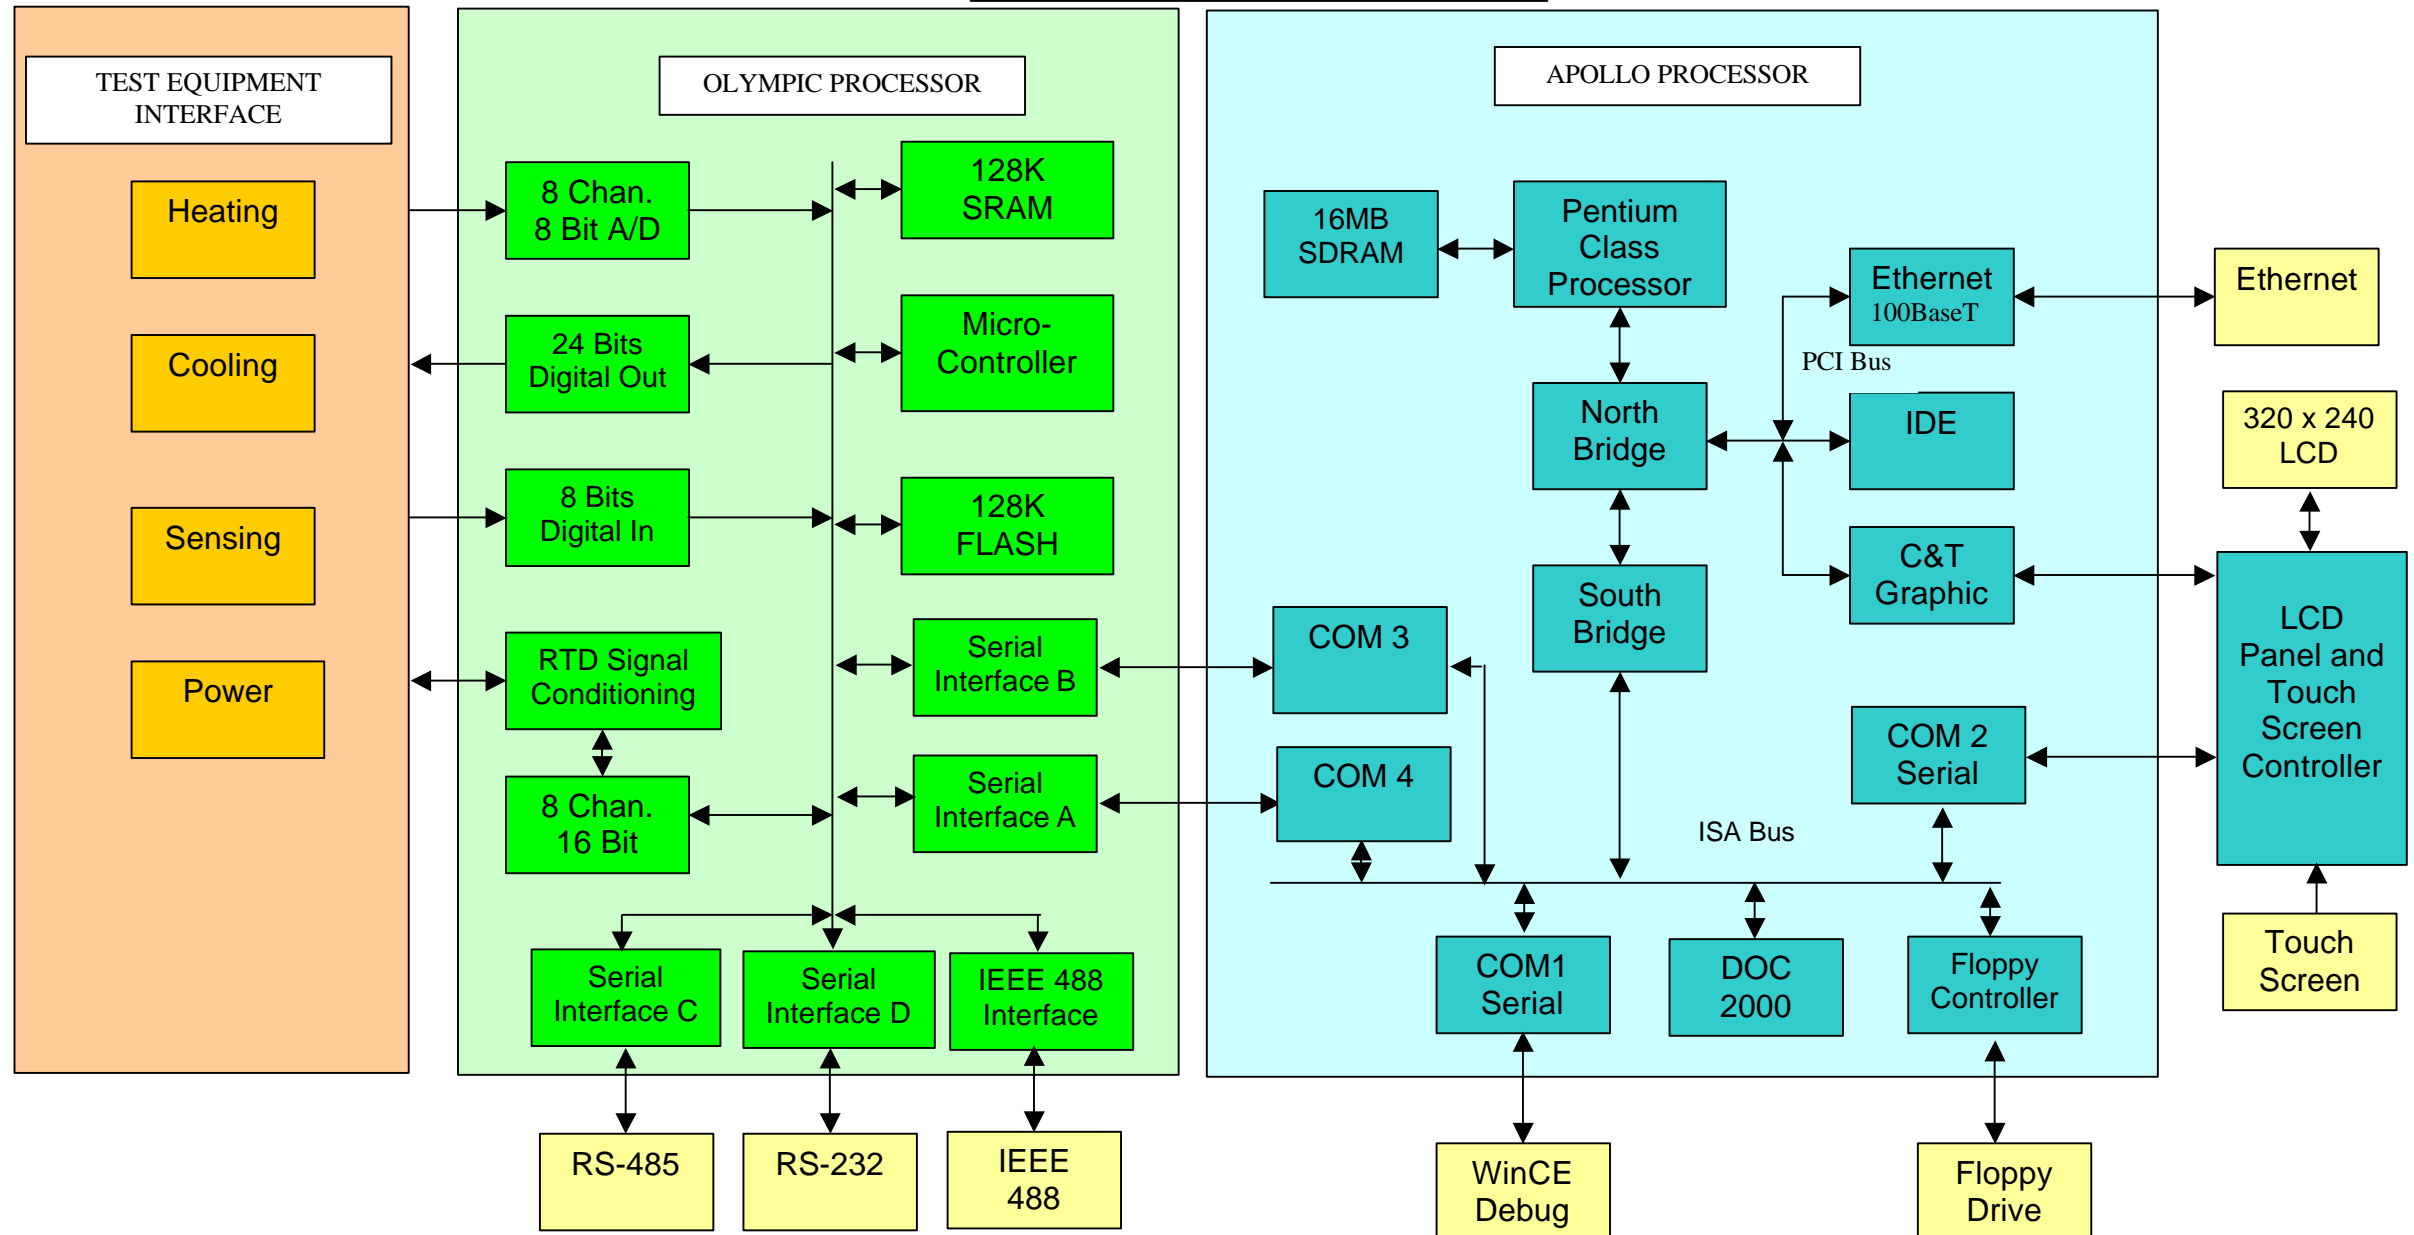 TEST EQUIPMENT
INTERFACE
Heating
Cooling
Sensing
Power
OLYMPIC PROCESSOR
8 Chan.
8 Bit A/D
128K
SRAM
24 Bits
Digital Out
Micro-
Controller
8 Bits
Digital In
128K
FLASH
RTD Signal
Conditioning
Serial
Interface B
8 Chan.
16 Bit
Serial
Interface A
Serial
Interface C
Serial
Interface D
IEEE 488
Interface
RS-485
RS-232
IEEE
488
APOLLO PROCESSOR
16MB
SDRAM
Pentium
Class
Processor
Ethernet
100BaseT
PCI Bus
North
Bridge
IDE
South
Bridge
C&T
Graphic
COM 3
COM 4
COM 2
Serial
ISA Bus
COM1
Serial
DOC
2000
Floppy
Controller
WinCE
Debug
Floppy
Drive
Ethernet
320 x 240
LCD
LCD
Panel and
Touch
Screen
Controller
Touch
Screen